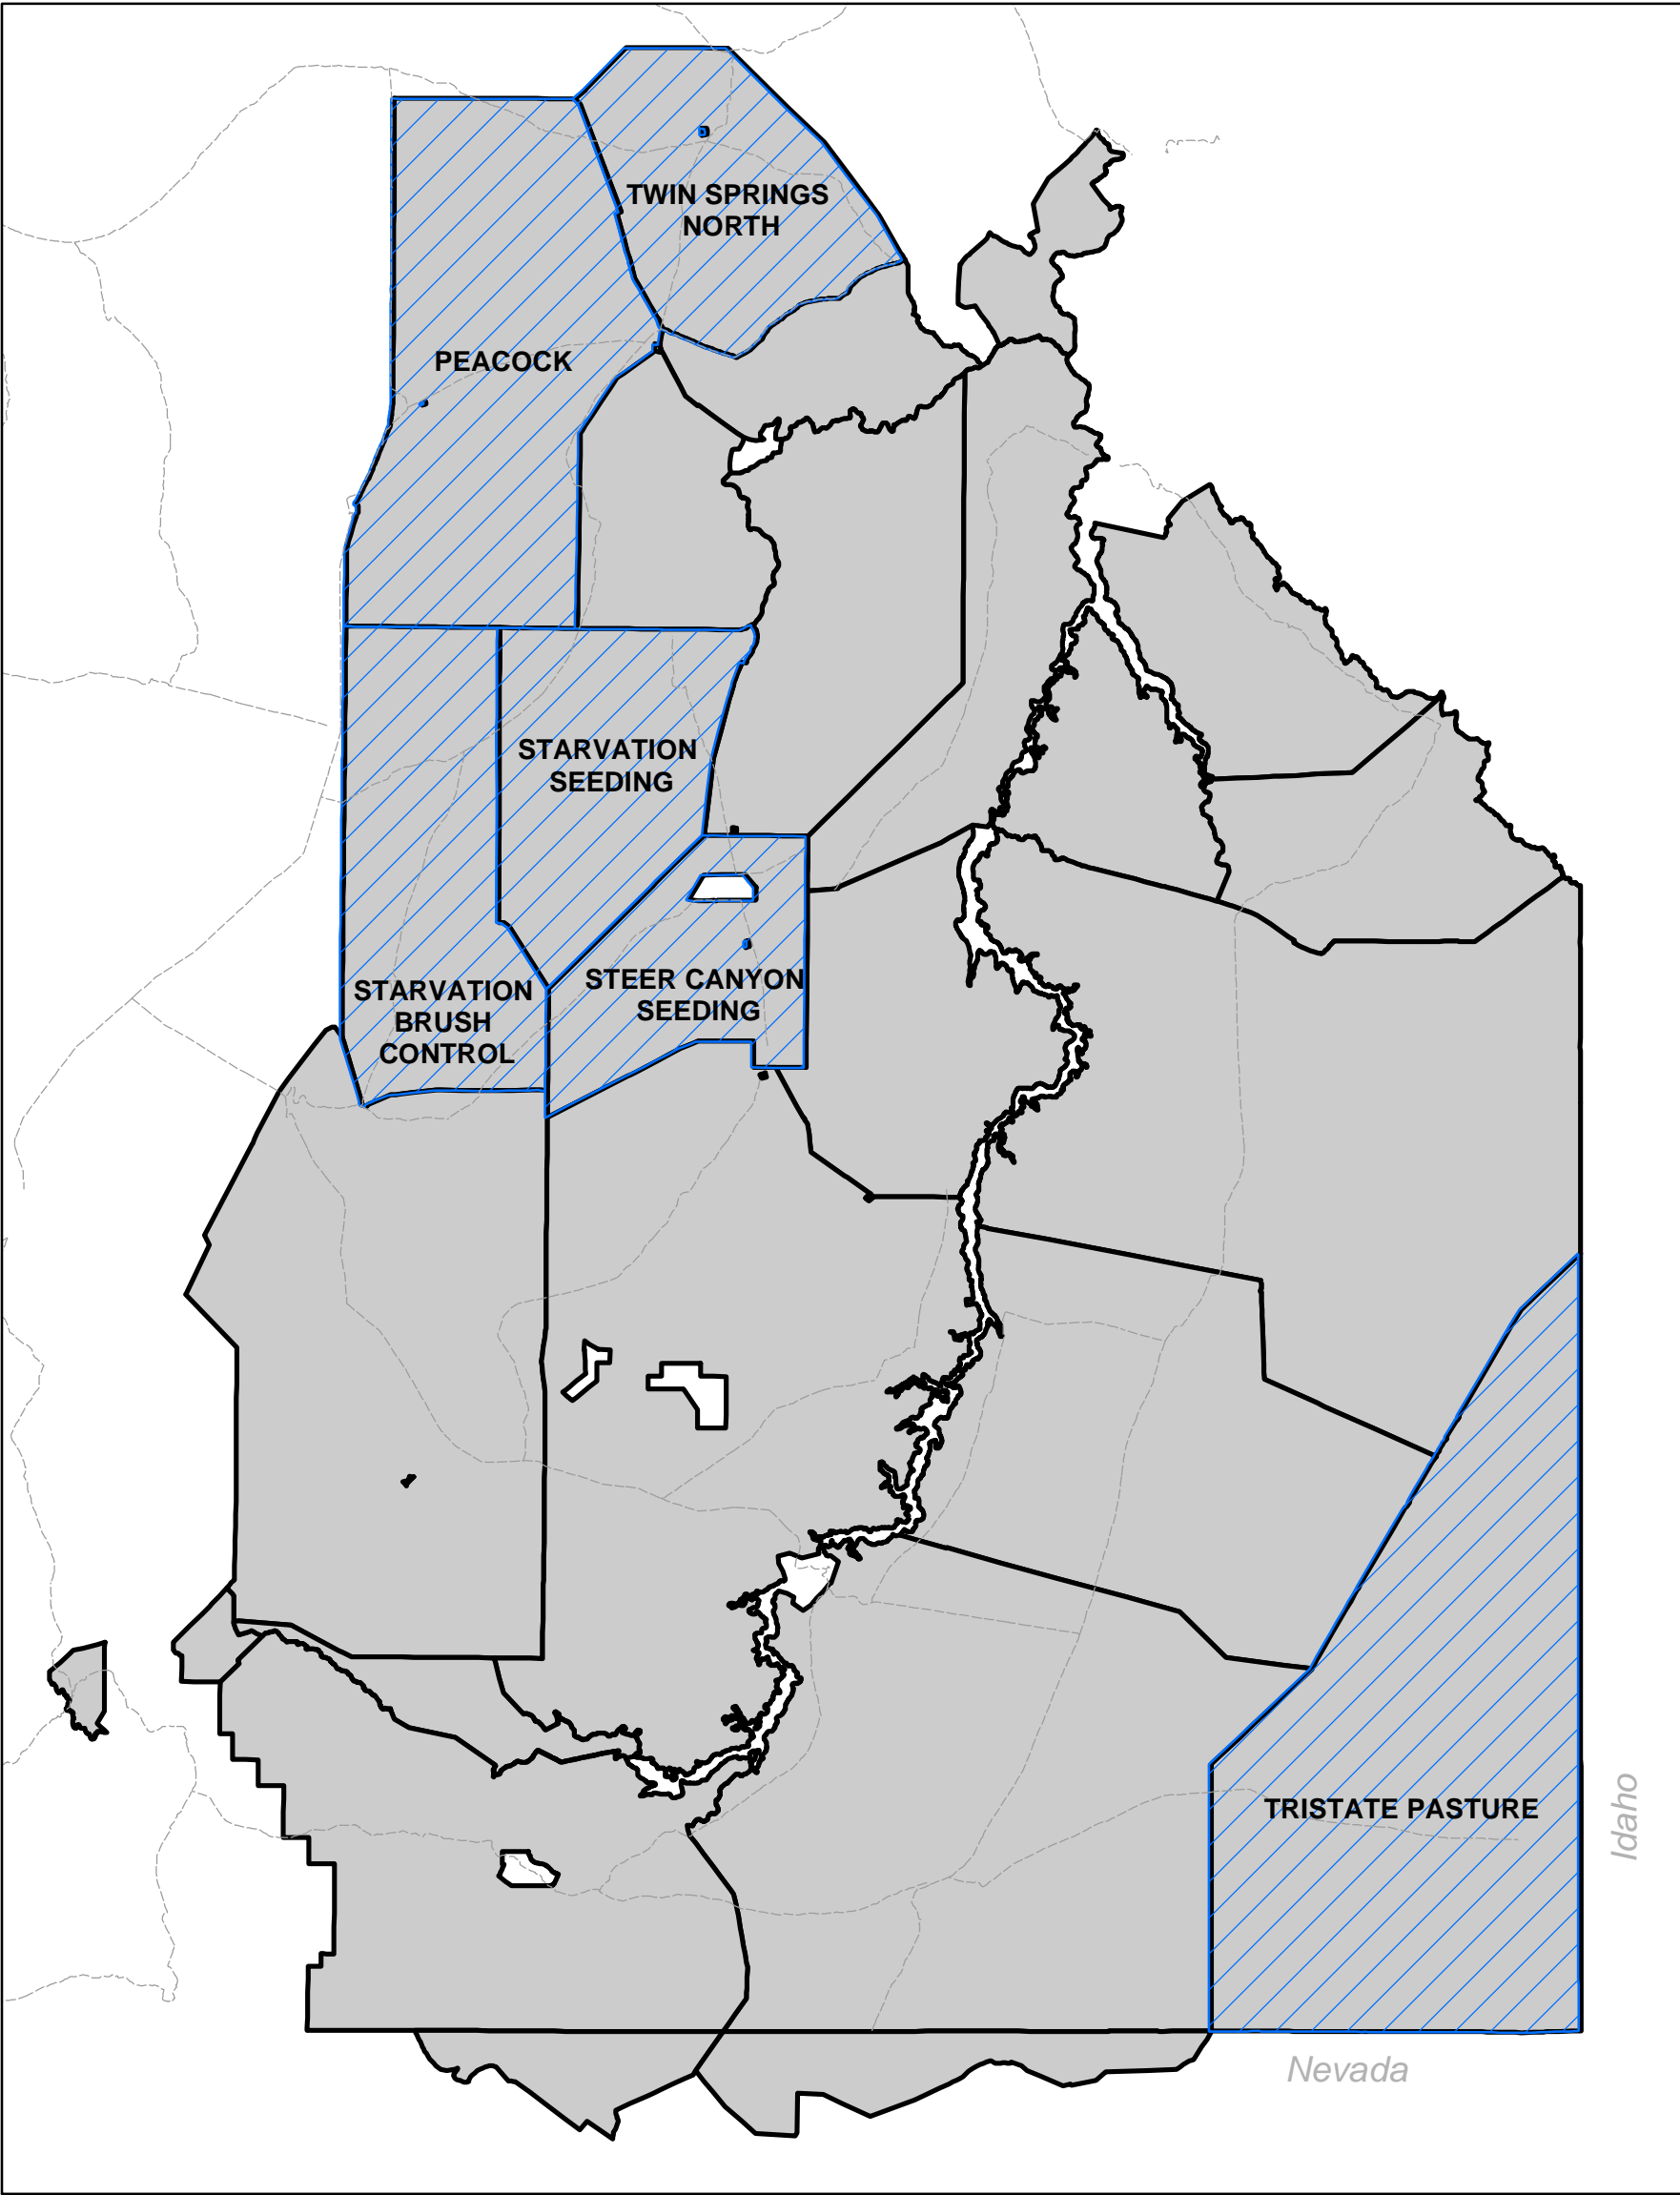 TWIN SPRINGS
NORTH
PEACOCK
STARVATION
SEEDING
STEER CANYON
SEEDING
STARVATION
BRUSH
CONTROL
TRISTATE PASTURE
Idaho
Nevada